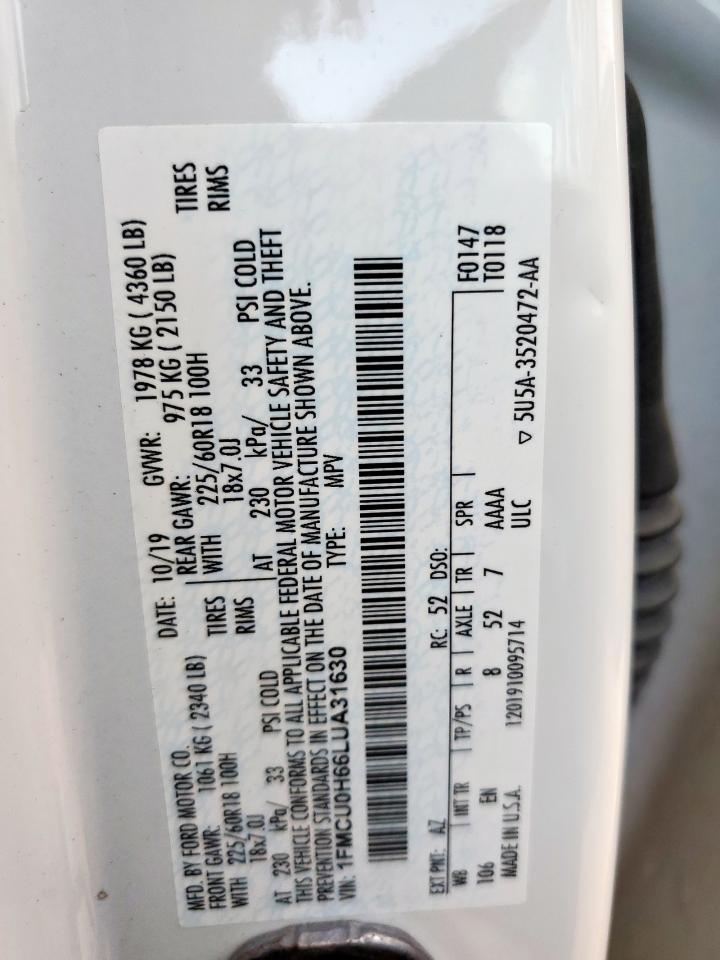 MFD. BY FORD MOTOR CO. DATE: 10/19 GVWR: 1978 KG ( 4360 LB)
FRONT GAWR: 1061 KG ( 2340 LB) REAR GAWR: 975 KG ( 2150 LB)
WITH 225/60R18 100H TIRES WITH 225/60R18 100H TIRES
18x7.0J RIMS 18x7.0J RIMS
AT 230 kPa/ 33 PSI COLD AT 230 kPa/ 33 PSI COLD
THIS VEHICLE CONFORMS TO ALL APPLICABLE FEDERAL MOTOR VEHICLE SAFETY AND THEFT
PREVENTION STANDARDS IN EFFECT ON THE DATE OF MANUFACTURE SHOWN ABOVE.
VIN: 1FMCU0H66LUA31630 TYPE: MPV
EXT PNT: AZ RC: 52 DSO: F0147
WB INT TR TP/PS R AXLE TR SPR T0118
106 EN 8 52 7 AAAA
MADE IN U.S.A. 1201910095714 ULC ▽ 5U5A-3520472-AA